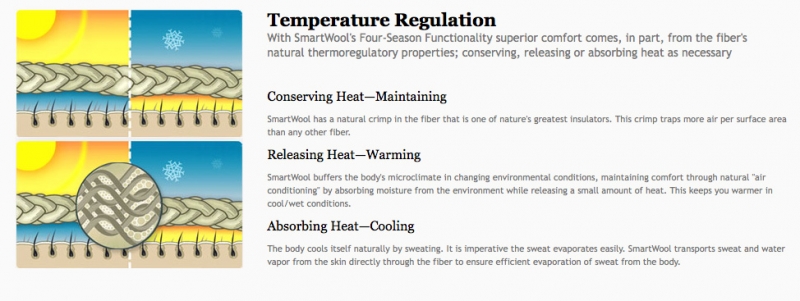 Temperature Regulation
With SmartWool's Four-Season Functionality superior comfort comes, in part, from the fiber's
natural thermoregulatory properties; conserving, releasing or absorbing heat as necessary
Conserving Heat—Maintaining
SmartWool has a natural crimp in the fiber that is one of nature's greatest insulators. This crimp traps more air per surface area
than any other fiber.
Releasing Heat—Warming
SmartWool buffers the body's microclimate in changing environmental conditions, maintaining comfort through natural "air
conditioning" by absorbing moisture from the environment while releasing a small amount of heat. This keeps you warmer in
cool/wet conditions.
Absorbing Heat—Cooling
The body cools itself naturally by sweating. It is imperative the sweat evaporates easily. SmartWool transports sweat and water
vapor from the skin directly through the fiber to ensure efficient evaporation of sweat from the body.